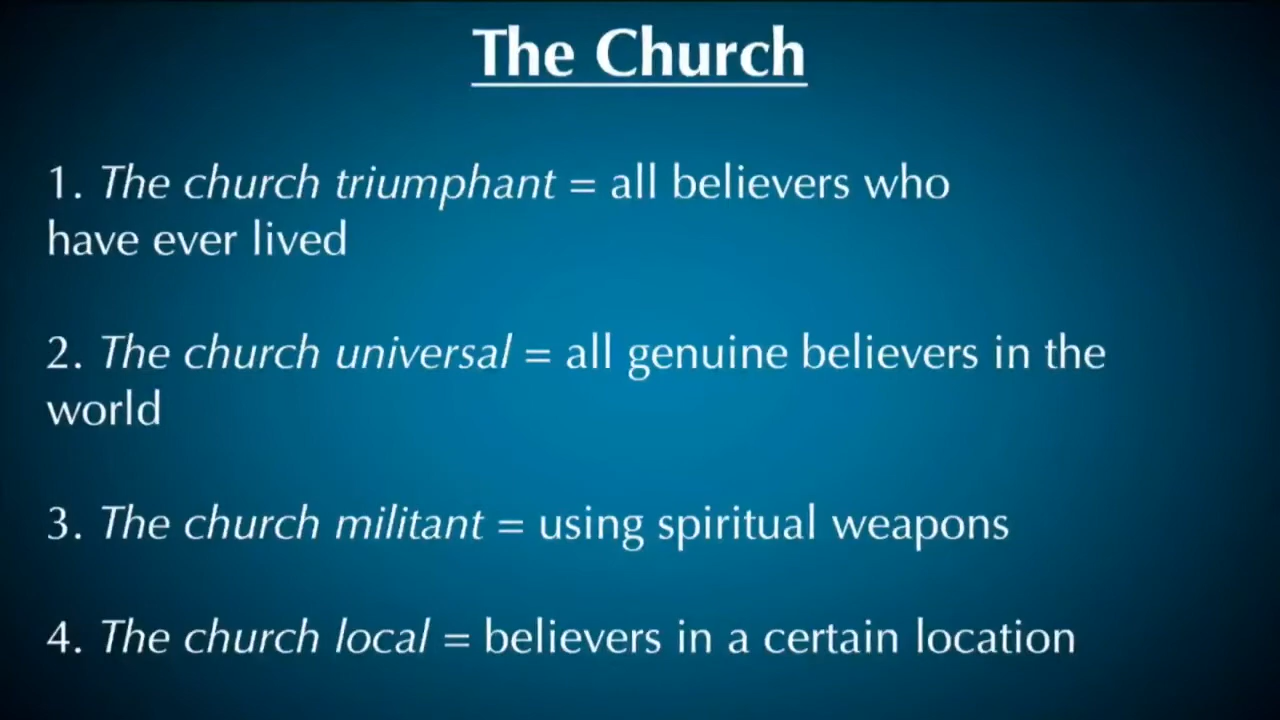 The Church
1. The church triumphant = all believers who
have ever lived
2. The church universal = all genuine believers in the
world
3. The church militant = using spiritual weapons
4. The church local = believers in a certain location